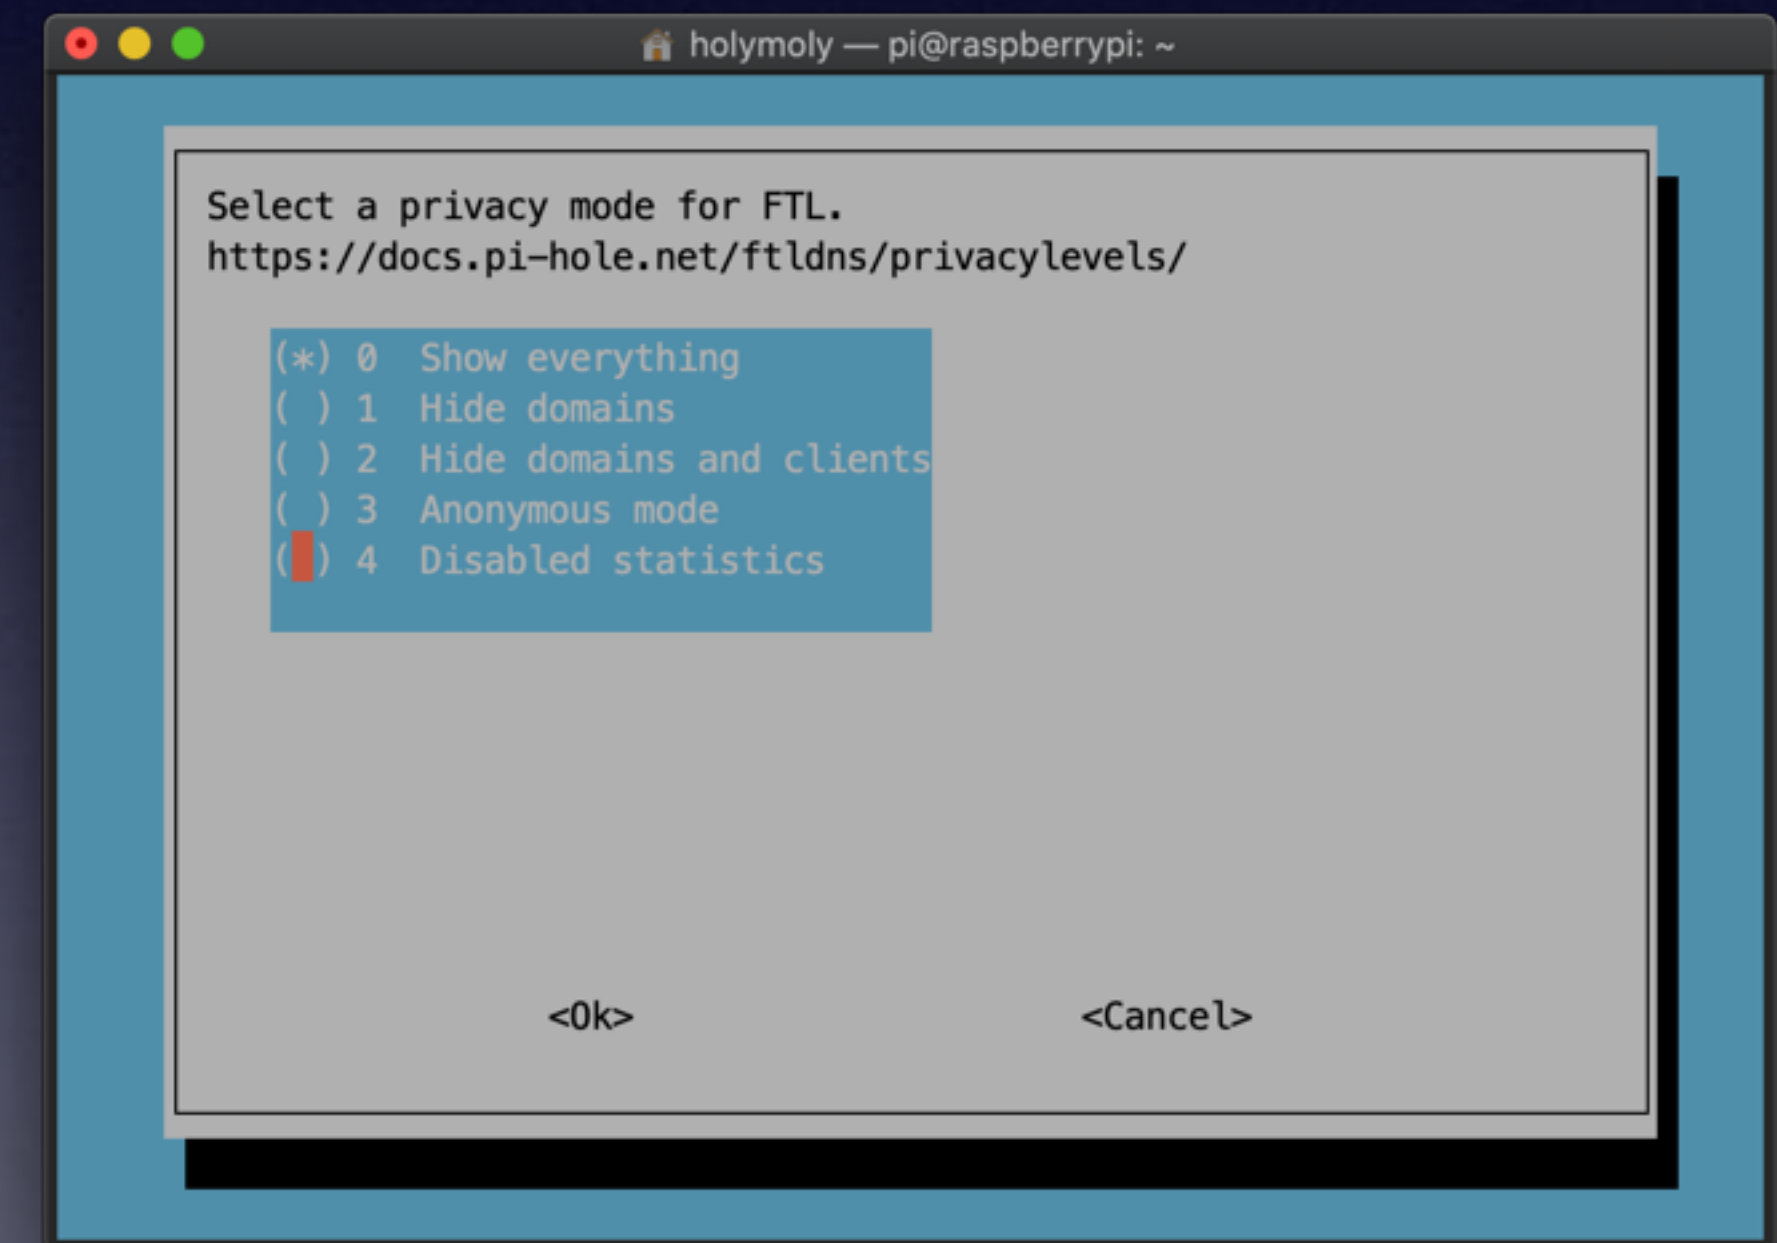 holymoly — pi@raspberrypi: ~
Select a privacy mode for FTL.
https://docs.pi-hole.net/ftldns/privacylevels/
(*) 0  Show everything
( ) 1  Hide domains
( ) 2  Hide domains and clients
( ) 3  Anonymous mode
( ) 4  Disabled statistics
<Ok> <Cancel>